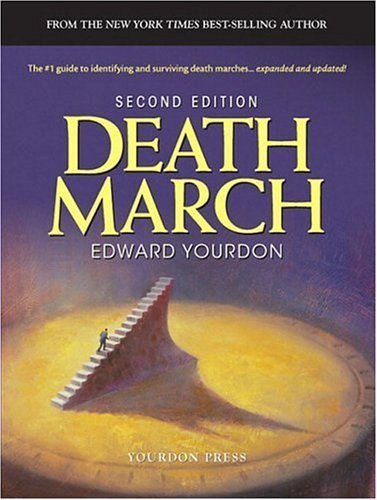 FROM THE NEW YORK TIMES BEST-SELLING AUTHOR
The #1 guide to identifying and surviving death marches... expanded and updated!
SECOND EDITION
DEATH
MARCH
EDWARD YOURDON
YOURDON PRESS